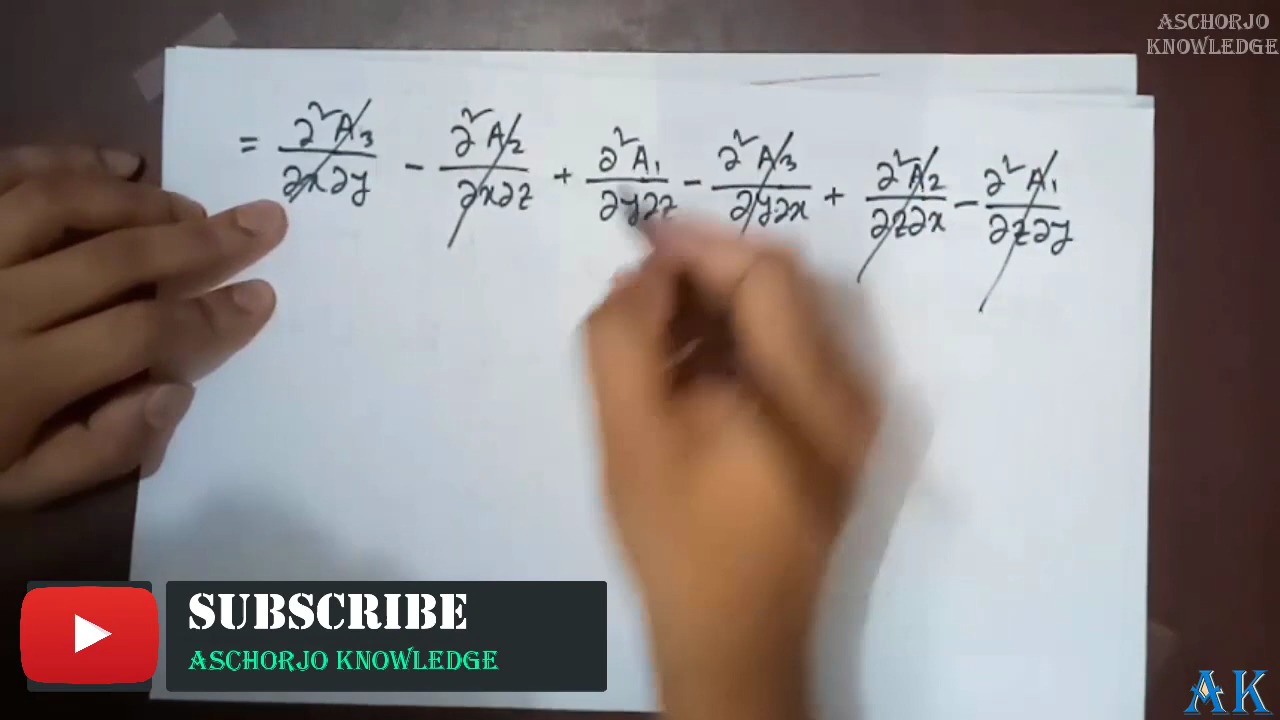 ASCHORJO
KNOWLEDGE
= ∂²A₃/∂x∂y - ∂²A₂/∂x∂z + ∂²A₁/∂y∂z - ∂²A₃/∂y∂x + ∂²A₂/∂z∂x - ∂²A₁/∂z∂y
SUBSCRIBE
ASCHORJO KNOWLEDGE
AK